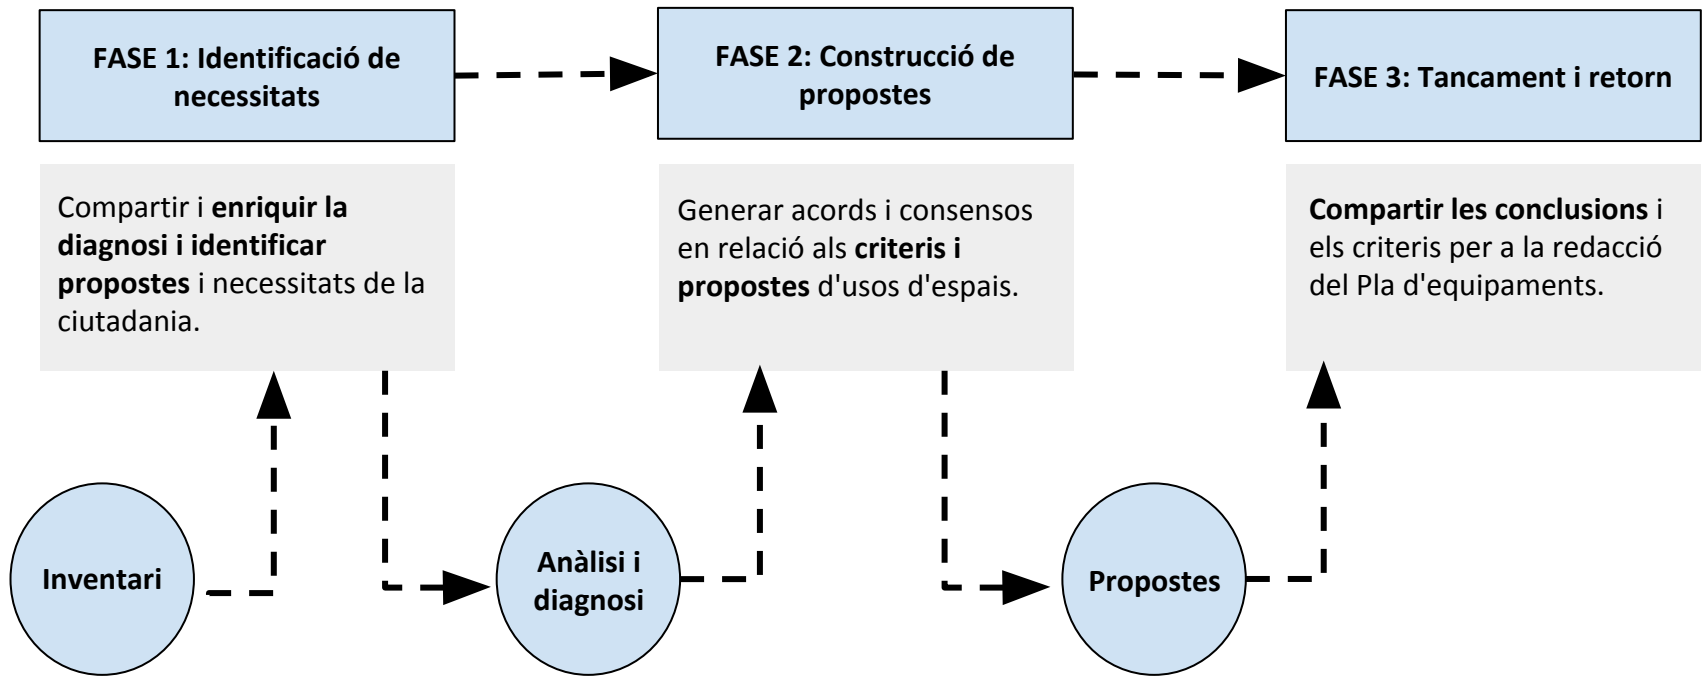 FASE 1: Identificació de
necessitats
FASE 2: Construcció de
propostes
FASE 3: Tancament i retorn
Compartir i enriquir la
diagnosi i identificar
propostes i necessitats de la
ciutadania.
Generar acords i consensos
en relació als criteris i
propostes d'usos d'espais.
Compartir les conclusions i
els criteris per a la redacció
del Pla d'equipaments.
Inventari
Anàlisi i
diagnosi
Propostes